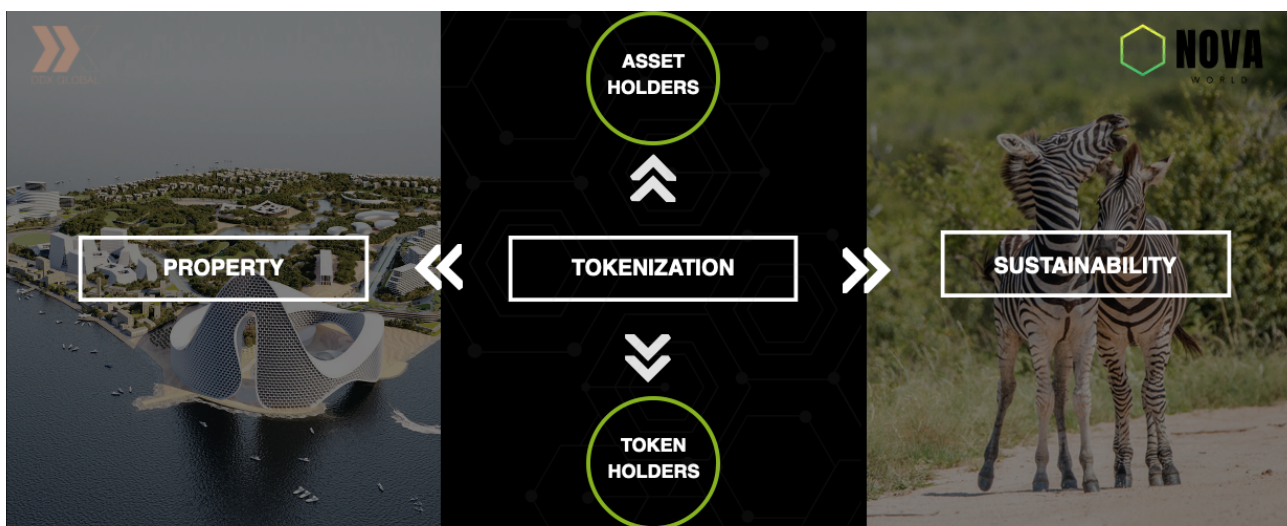 NOVA
WORLD
ASSET
HOLDERS
PROPERTY
TOKENIZATION
SUSTAINABILITY
TOKEN
HOLDERS